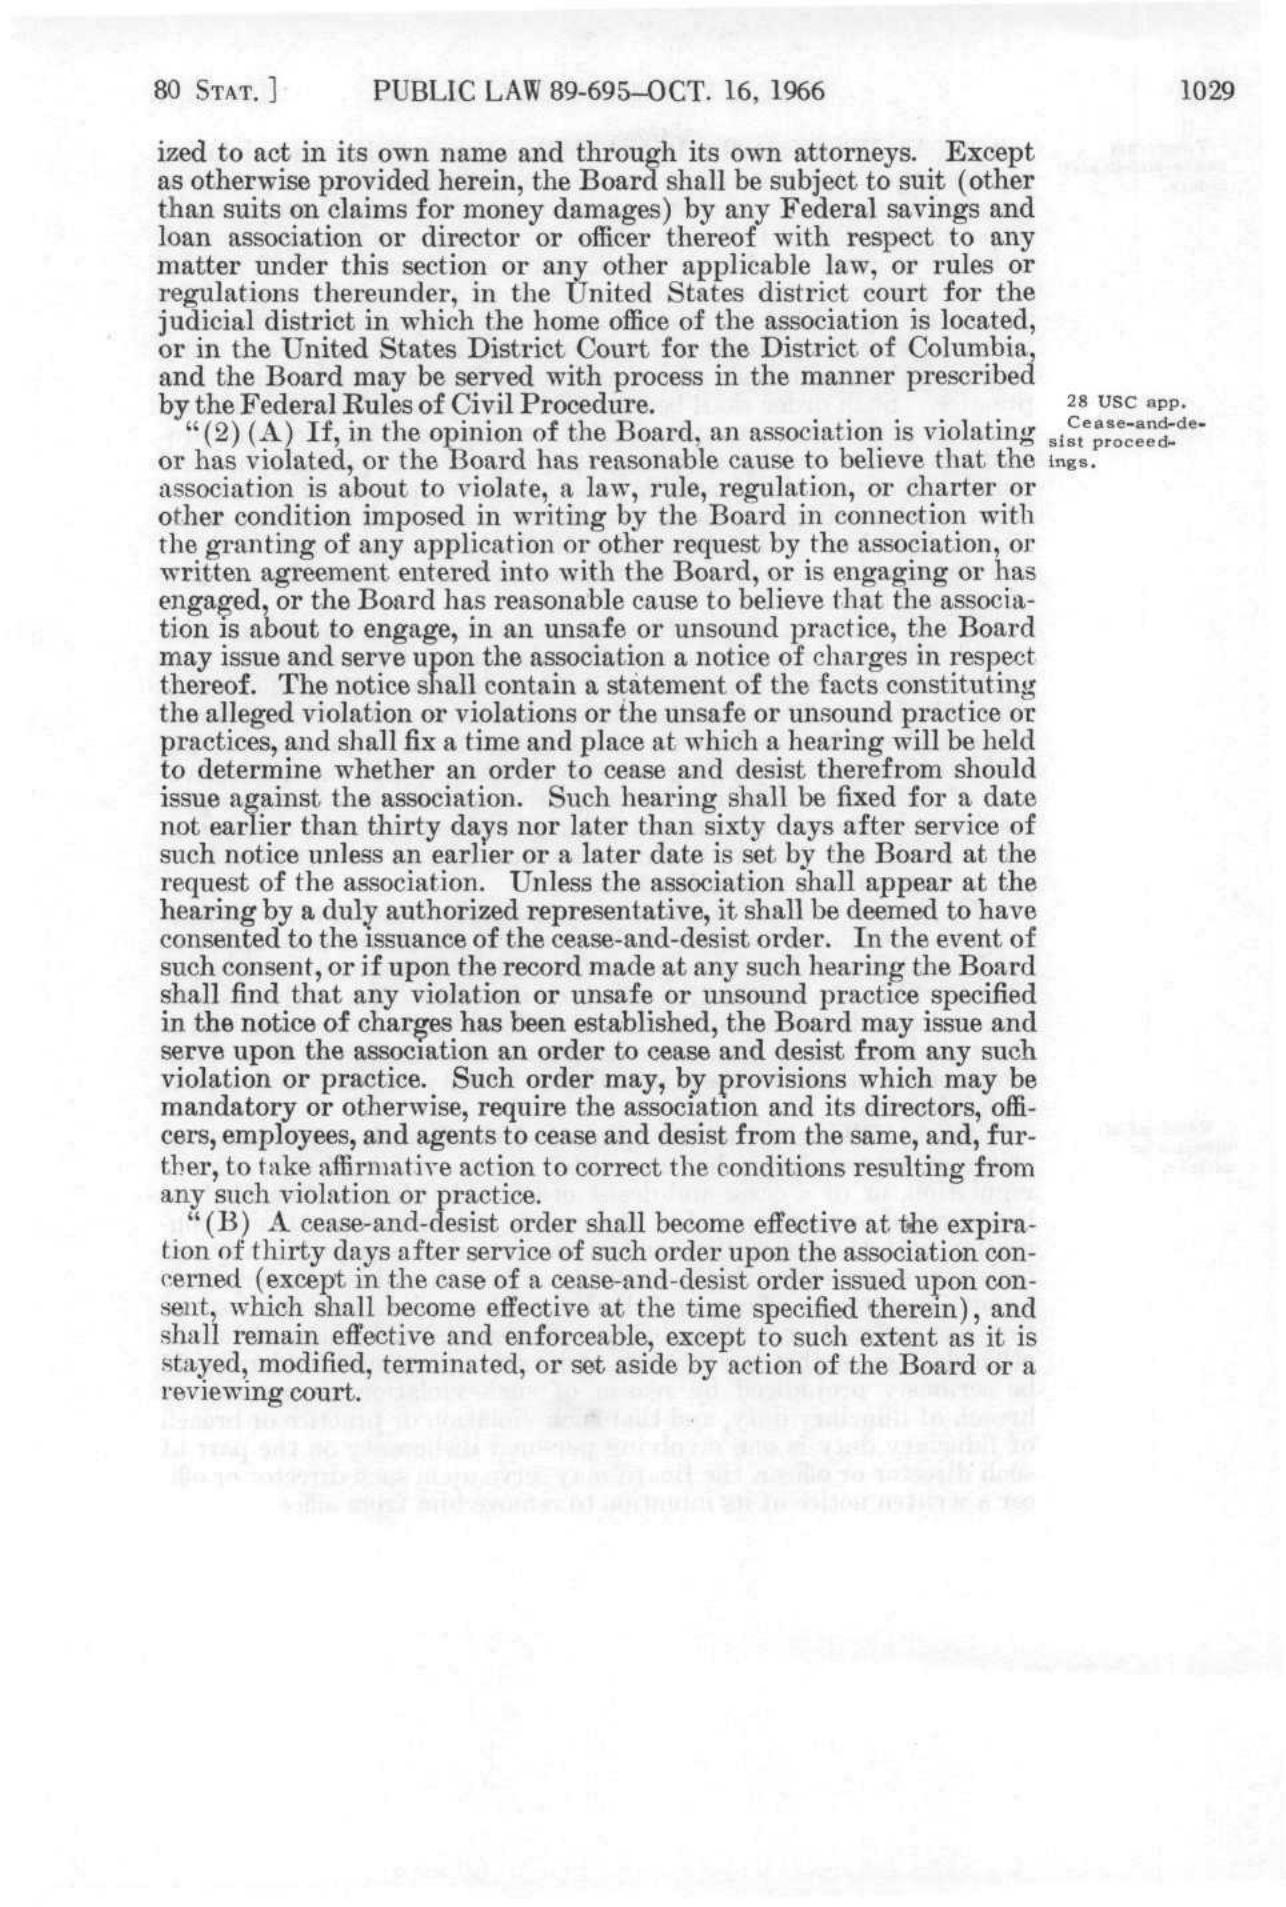 80 STAT. ] PUBLIC LAW 89-695—OCT. 16, 1966 1029
ized to act in its own name and through its own attorneys. Except
as otherwise provided herein, the Board shall be subject to suit (other
than suits on claims for money damages) by any Federal savings and
loan association or director or officer thereof with respect to any
matter under this section or any other applicable law, or rules or
regulations thereunder, in the United States district court for the
judicial district in which the home office of the association is located,
or in the United States District Court for the District of Columbia,
and the Board may be served with process in the manner prescribed
by the Federal Rules of Civil Procedure.
28 USC app.
Cease-and-de-
sist proceed-
ings.
"(2) (A) If, in the opinion of the Board, an association is violating
or has violated, or the Board has reasonable cause to believe that the
association is about to violate, a law, rule, regulation, or charter or
other condition imposed in writing by the Board in connection with
the granting of any application or other request by the association, or
written agreement entered into with the Board, or is engaging or has
engaged, or the Board has reasonable cause to believe that the associa-
tion is about to engage, in an unsafe or unsound practice, the Board
may issue and serve upon the association a notice of charges in respect
thereof. The notice shall contain a statement of the facts constituting
the alleged violation or violations or the unsafe or unsound practice or
practices, and shall fix a time and place at which a hearing will be held
to determine whether an order to cease and desist therefrom should
issue against the association. Such hearing shall be fixed for a date
not earlier than thirty days nor later than sixty days after service of
such notice unless an earlier or a later date is set by the Board at the
request of the association. Unless the association shall appear at the
hearing by a duly authorized representative, it shall be deemed to have
consented to the issuance of the cease-and-desist order. In the event of
such consent, or if upon the record made at any such hearing the Board
shall find that any violation or unsafe or unsound practice specified
in the notice of charges has been established, the Board may issue and
serve upon the association an order to cease and desist from any such
violation or practice. Such order may, by provisions which may be
mandatory or otherwise, require the association and its directors, offi-
cers, employees, and agents to cease and desist from the same, and, fur-
ther, to take affirmative action to correct the conditions resulting from
any such violation or practice.
"(B) A cease-and-desist order shall become effective at the expira-
tion of thirty days after service of such order upon the association con-
cerned (except in the case of a cease-and-desist order issued upon con-
sent, which shall become effective at the time specified therein), and
shall remain effective and enforceable, except to such extent as it is
stayed, modified, terminated, or set aside by action of the Board or a
reviewing court.